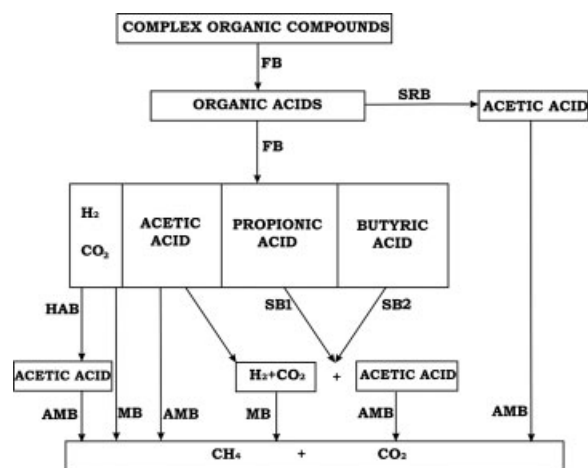 COMPLEX ORGANIC COMPOUNDS
FB
ORGANIC ACIDS
SRB
ACETIC ACID
FB
H₂
CO₂
ACETIC
ACID
PROPIONIC
ACID
BUTYRIC
ACID
HAB
SB1
SB2
ACETIC ACID
H₂+CO₂
+
ACETIC ACID
AMB
MB
AMB
MB
AMB
AMB
CH₄ + CO₂